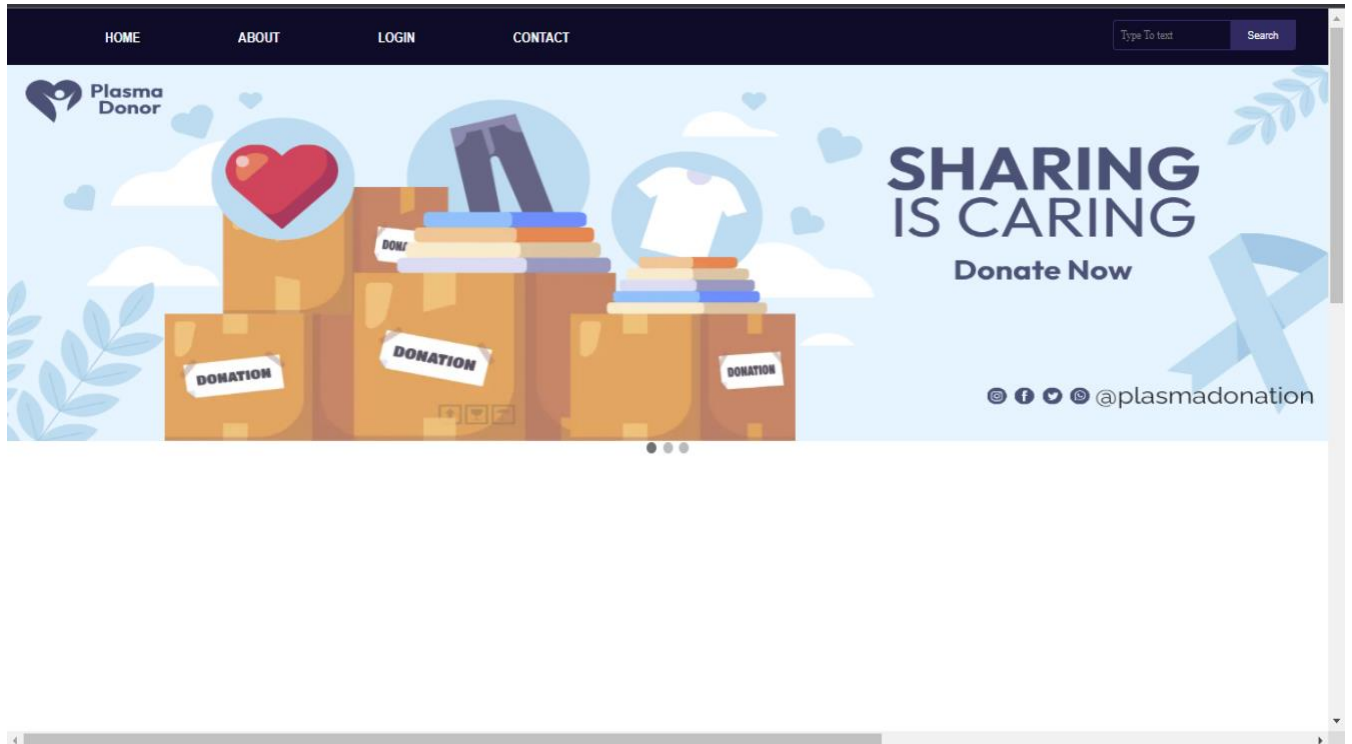 HOME ABOUT LOGIN CONTACT
Type To text Search
Plasma
Donor
SHARING
IS CARING
Donate Now
DONA
DONATION
DONATION
DONATION
@plasmadonation